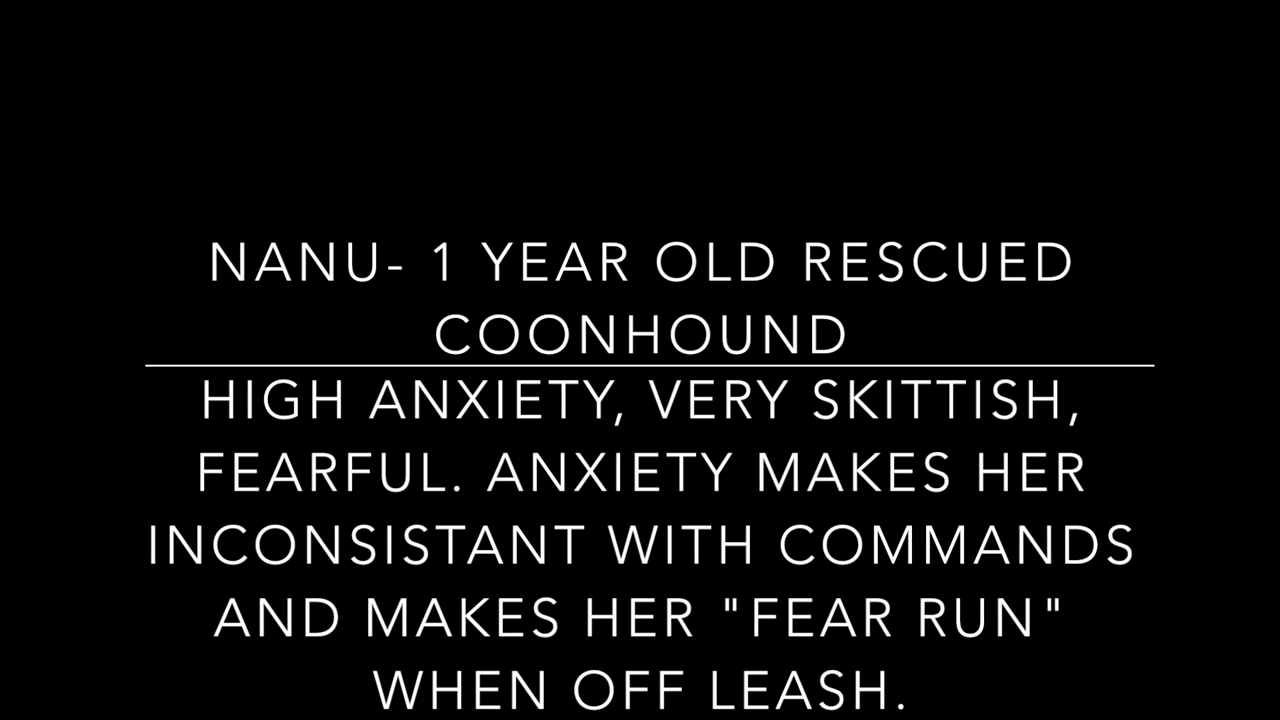 NANU- 1 YEAR OLD RESCUED
COONHOUND
HIGH ANXIETY, VERY SKITTISH,
FEARFUL. ANXIETY MAKES HER
INCONSISTANT WITH COMMANDS
AND MAKES HER "FEAR RUN"
WHEN OFF LEASH.